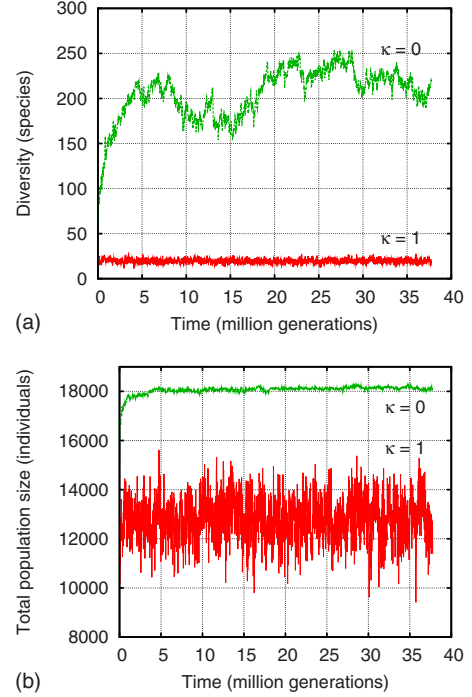 300
250
200
150
100
50
0
Diversity (species)
κ = 0
κ = 1
0 5 10 15 20 25 30 35 40
(a)
Time (million generations)
18000
16000
14000
12000
10000
8000
Total population size (individuals)
κ = 0
κ = 1
0 5 10 15 20 25 30 35 40
(b)
Time (million generations)